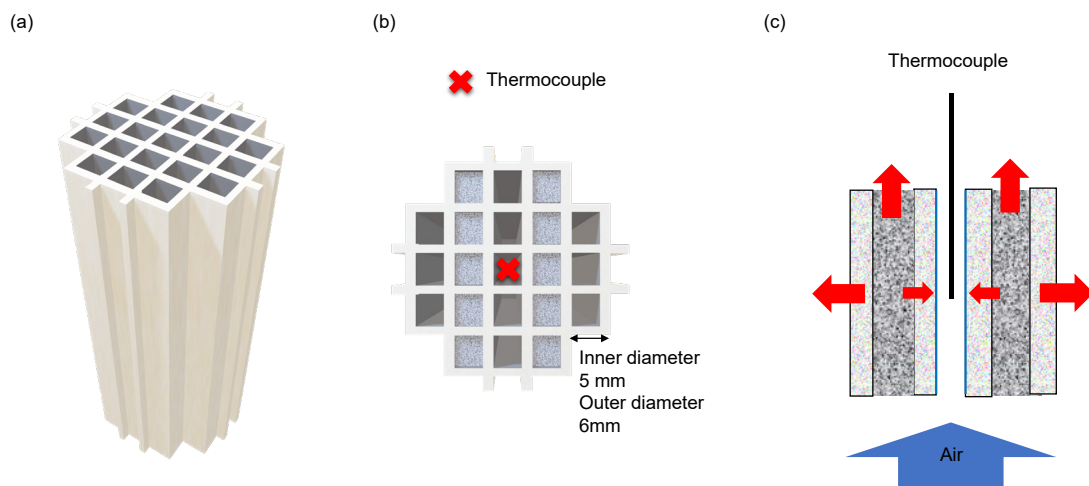 (a)
(b)
(c)
Thermocouple
Thermocouple
Inner diameter
5 mm
Outer diameter
6mm
Air